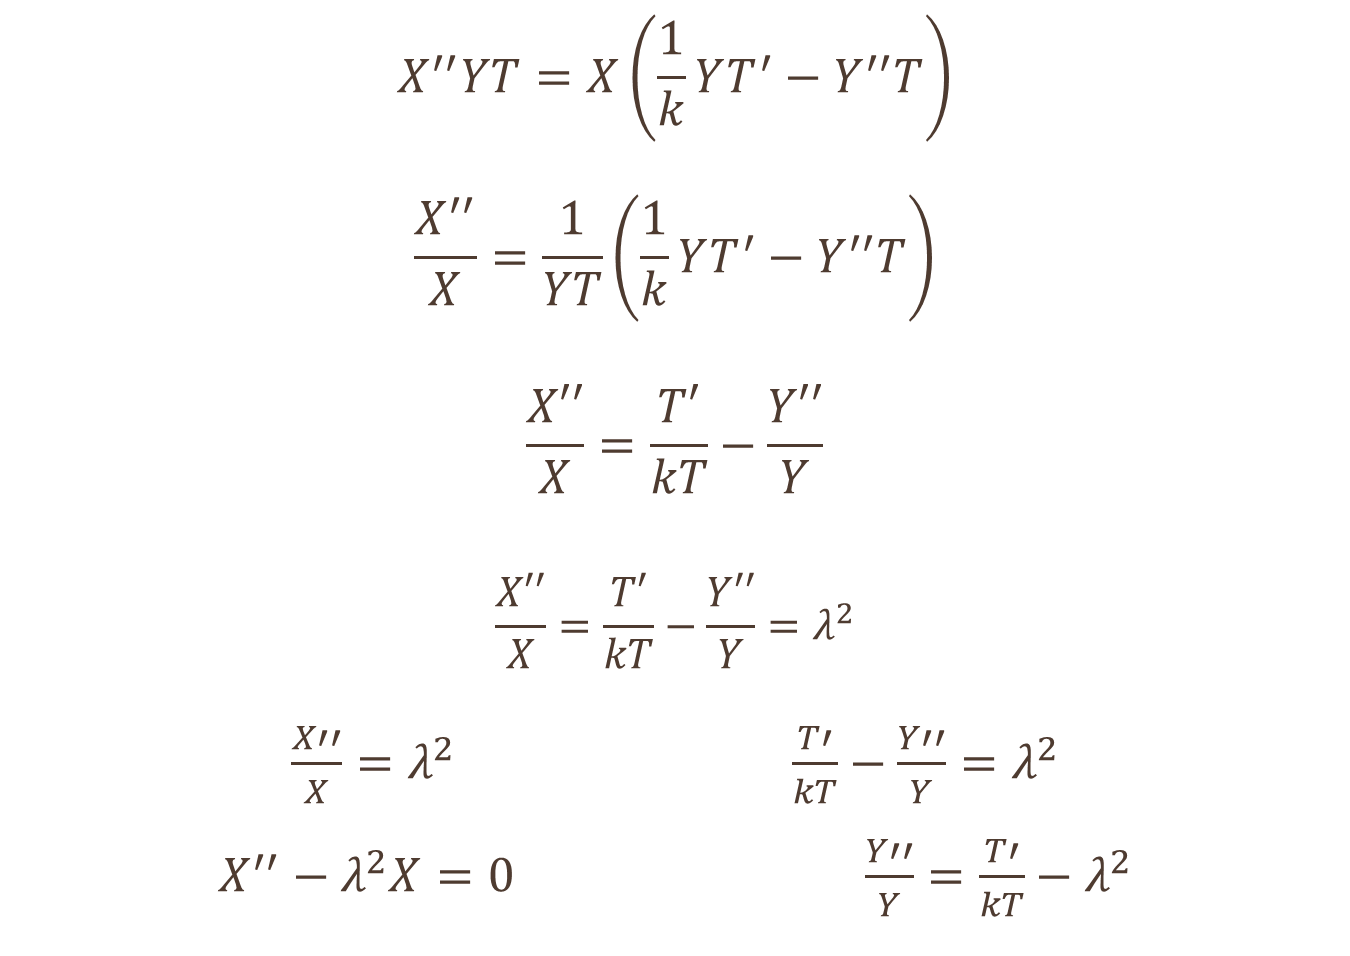 X''YT = X(1/k YT' − Y''T)
X''/X = 1/YT (1/k YT' − Y''T)
X''/X = T'/kT − Y''/Y
X''/X = T'/kT − Y''/Y = λ²
X''/X = λ² T'/kT − Y''/Y = λ²
X'' − λ²X = 0 Y''/Y = T'/kT − λ²